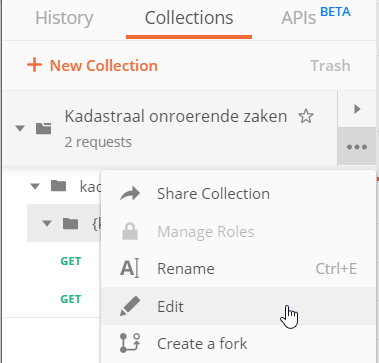 History Collections APIs BETA
+ New Collection Trash
Kadastraal onroerende zaken
2 requests
kad
Share Collection
{k
Manage Roles
GET Rename Ctrl+E
GET Edit
Create a fork